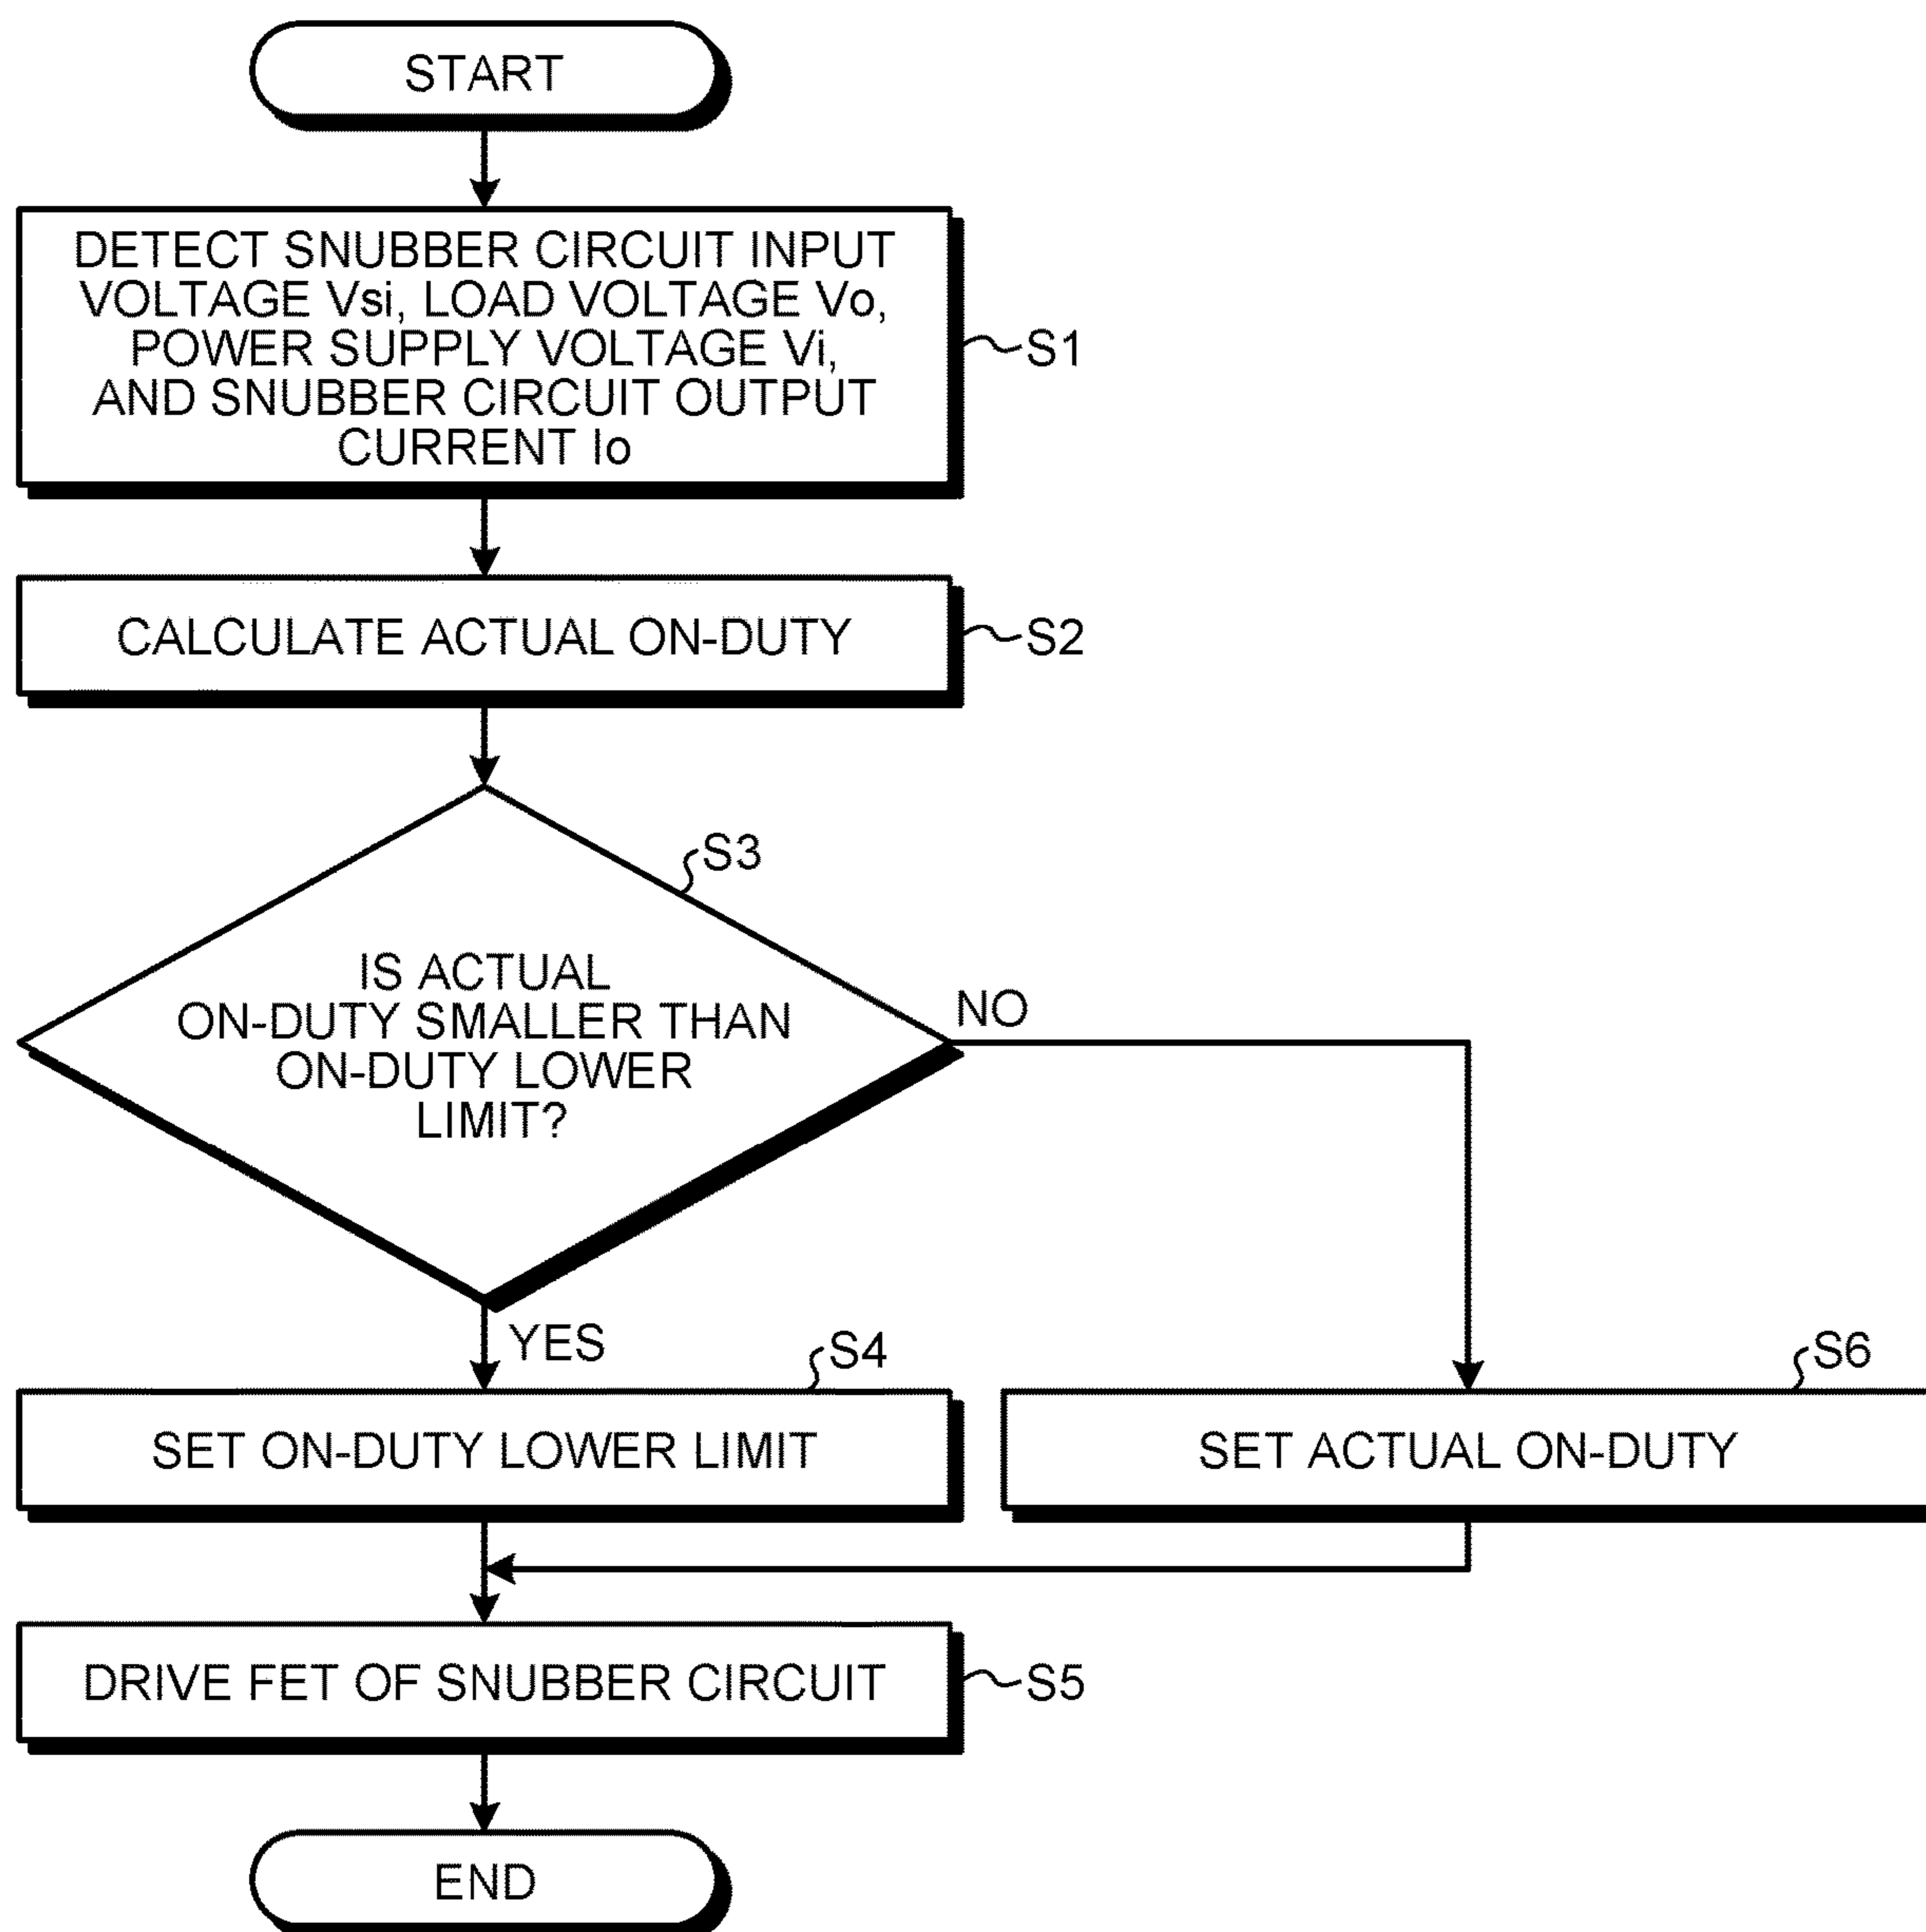 START
DETECT SNUBBER CIRCUIT INPUT
VOLTAGE Vsi, LOAD VOLTAGE Vo,
POWER SUPPLY VOLTAGE Vi,
AND SNUBBER CIRCUIT OUTPUT
CURRENT Io
S1
CALCULATE ACTUAL ON-DUTY
S2
S3
IS ACTUAL
ON-DUTY SMALLER THAN
ON-DUTY LOWER
LIMIT?
NO
YES
S4
SET ON-DUTY LOWER LIMIT
S6
SET ACTUAL ON-DUTY
DRIVE FET OF SNUBBER CIRCUIT
S5
END